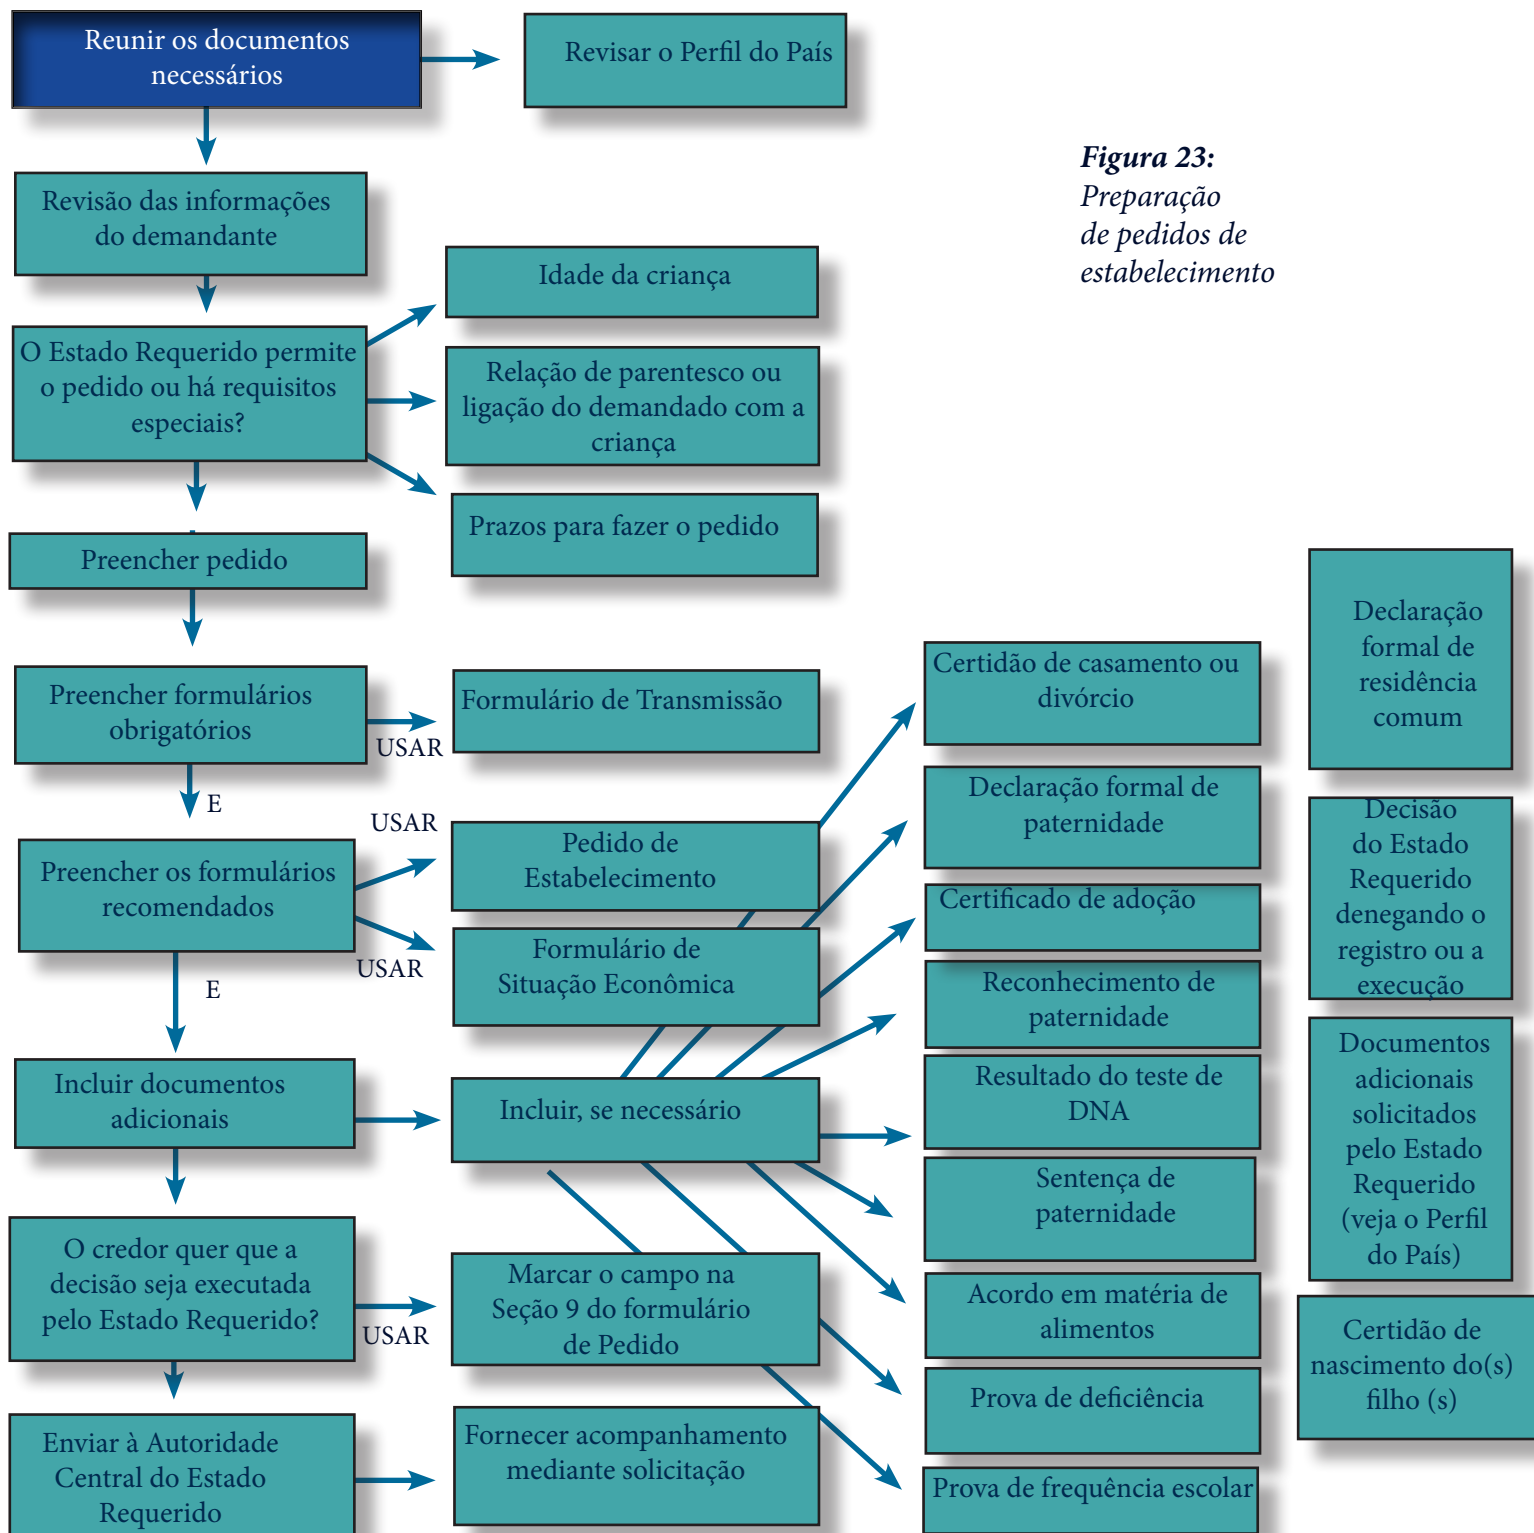 Reunir os documentos
necessários
Revisar o Perfil do País
Figura 23:
Preparação
de pedidos de
estabelecimento
Revisão das informações
do demandante
O Estado Requerido permite
o pedido ou há requisitos
especiais?
Idade da criança
Relação de parentesco ou
ligação do demandado com a
criança
Prazos para fazer o pedido
Preencher pedido
Preencher formulários
obrigatórios
USAR
Formulário de Transmissão
E
Preencher os formulários
recomendados
USAR
Pedido de
Estabelecimento
USAR
Formulário de
Situação Econômica
E
Incluir documentos
adicionais
Incluir, se necessário
O credor quer que a
decisão seja executada
pelo Estado Requerido?
USAR
Marcar o campo na
Seção 9 do formulário
de Pedido
Enviar à Autoridade
Central do Estado
Requerido
Fornecer acompanhamento
mediante solicitação
Certidão de casamento ou
divórcio
Declaração formal de
paternidade
Certificado de adoção
Reconhecimento de
paternidade
Resultado do teste de
DNA
Sentença de
paternidade
Acordo em matéria de
alimentos
Prova de deficiência
Prova de frequência escolar
Declaração
formal de
residência
comum
Decisão
do Estado
Requerido
denegando o
registro ou a
execução
Documentos
adicionais
solicitados
pelo Estado
Requerido
(veja o Perfil
do País)
Certidão de
nascimento do(s)
filho (s)